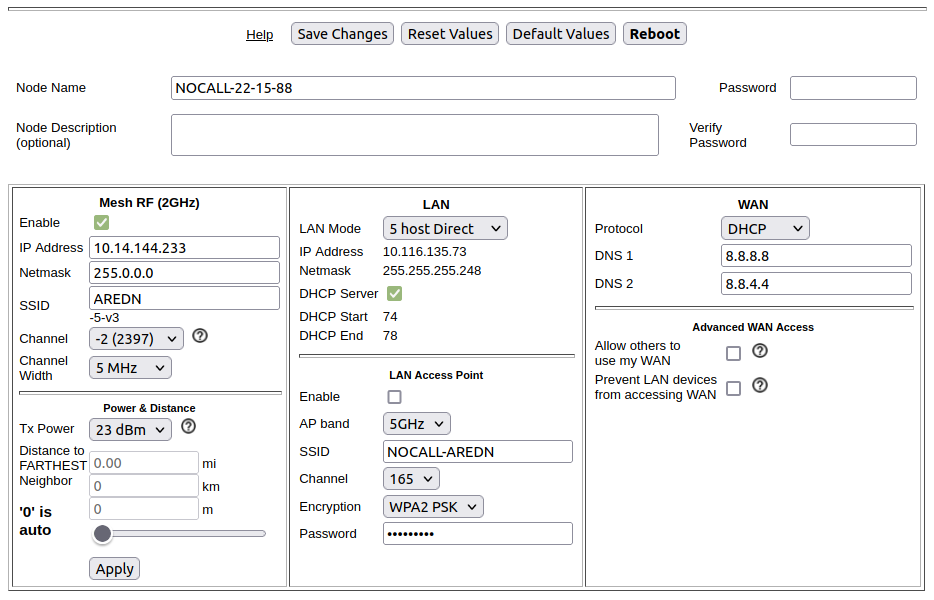 Help Save Changes Reset Values Default Values Reboot
Node Name NOCALL-22-15-88 Password
Node Description
(optional)
Verify
Password
Mesh RF (2GHz)
Enable
IP Address 10.14.144.233
Netmask 255.0.0.0
SSID AREDN
-5-v3
Channel -2 (2397) ?
Channel
Width
5 MHz
Power & Distance
Tx Power 23 dBm ?
Distance to
FARTHEST
Neighbor
0.00 mi
0 km
0 m
'0' is
auto
Apply
LAN
LAN Mode 5 host Direct
IP Address 10.116.135.73
Netmask 255.255.255.248
DHCP Server
DHCP Start 74
DHCP End 78
LAN Access Point
Enable
AP band 5GHz
SSID NOCALL-AREDN
Channel 165
Encryption WPA2 PSK
Password •••••••••
WAN
Protocol DHCP
DNS 1 8.8.8.8
DNS 2 8.8.4.4
Advanced WAN Access
Allow others to
use my WAN
?
Prevent LAN devices
from accessing WAN
?